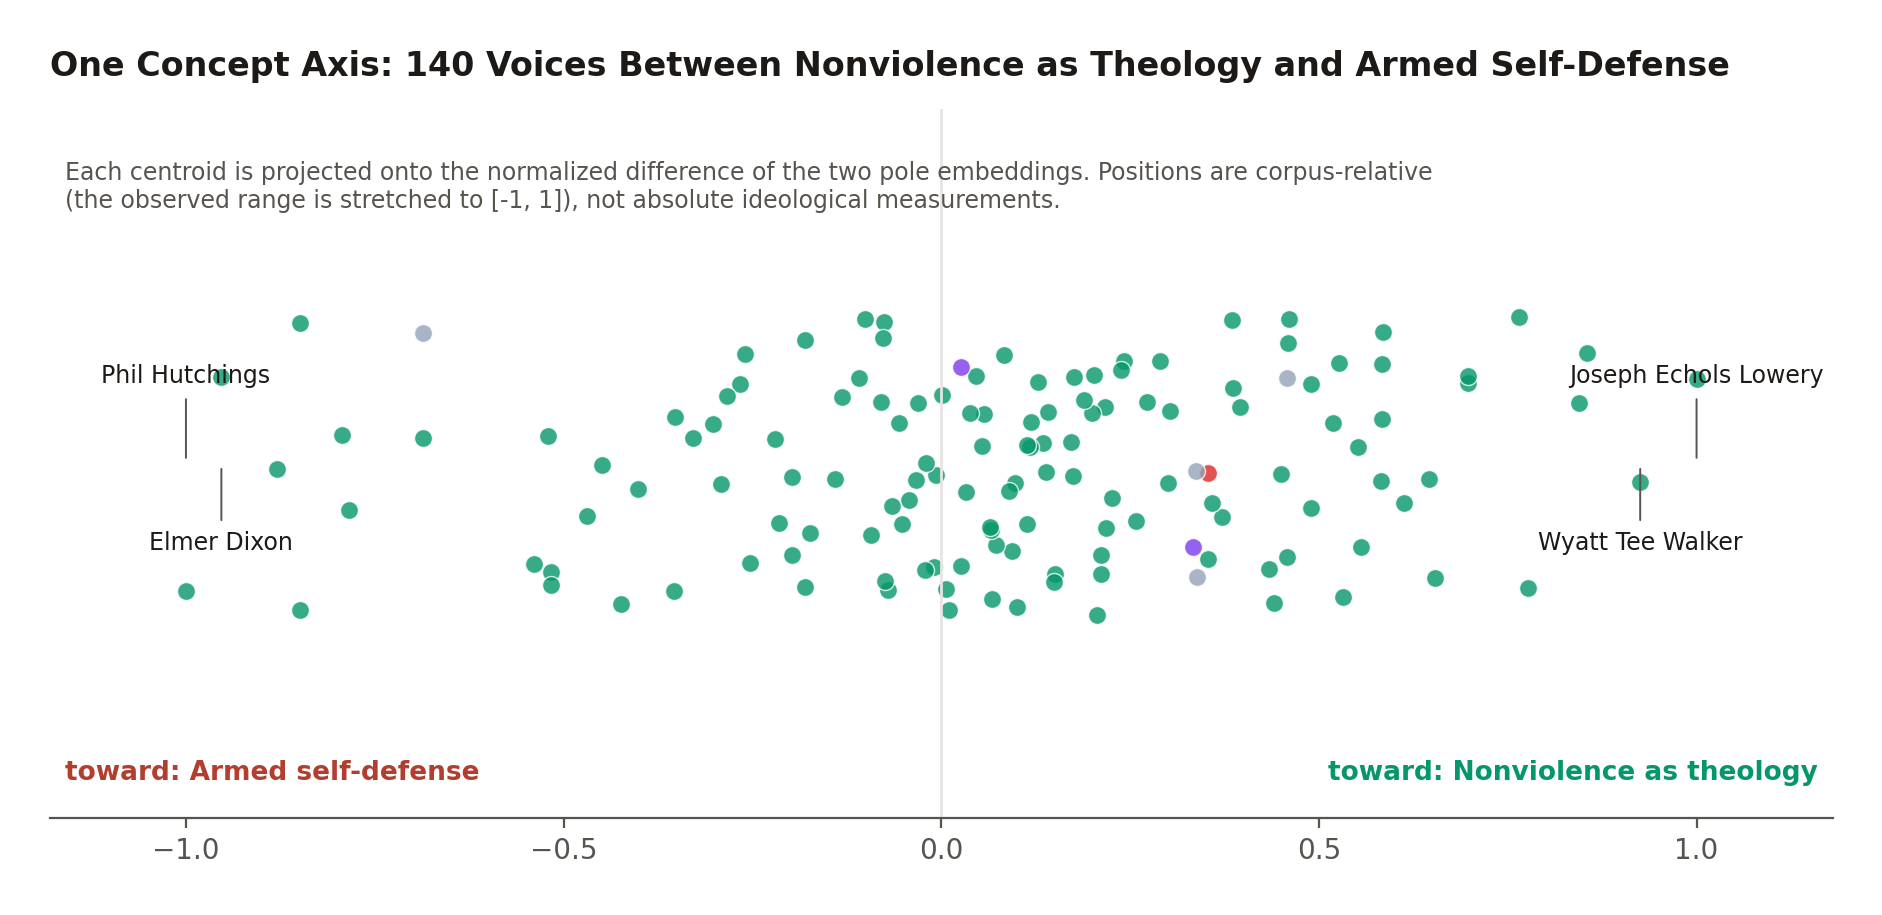 One Concept Axis: 140 Voices Between Nonviolence as Theology and Armed Self-Defense
Each centroid is projected onto the normalized difference of the two pole embeddings. Positions are corpus-relative
(the observed range is stretched to [-1, 1]), not absolute ideological measurements.
Phil Hutchings
Joseph Echols Lowery
Elmer Dixon
Wyatt Tee Walker
toward: Armed self-defense
toward: Nonviolence as theology
−1.0
−0.5
0.0
0.5
1.0